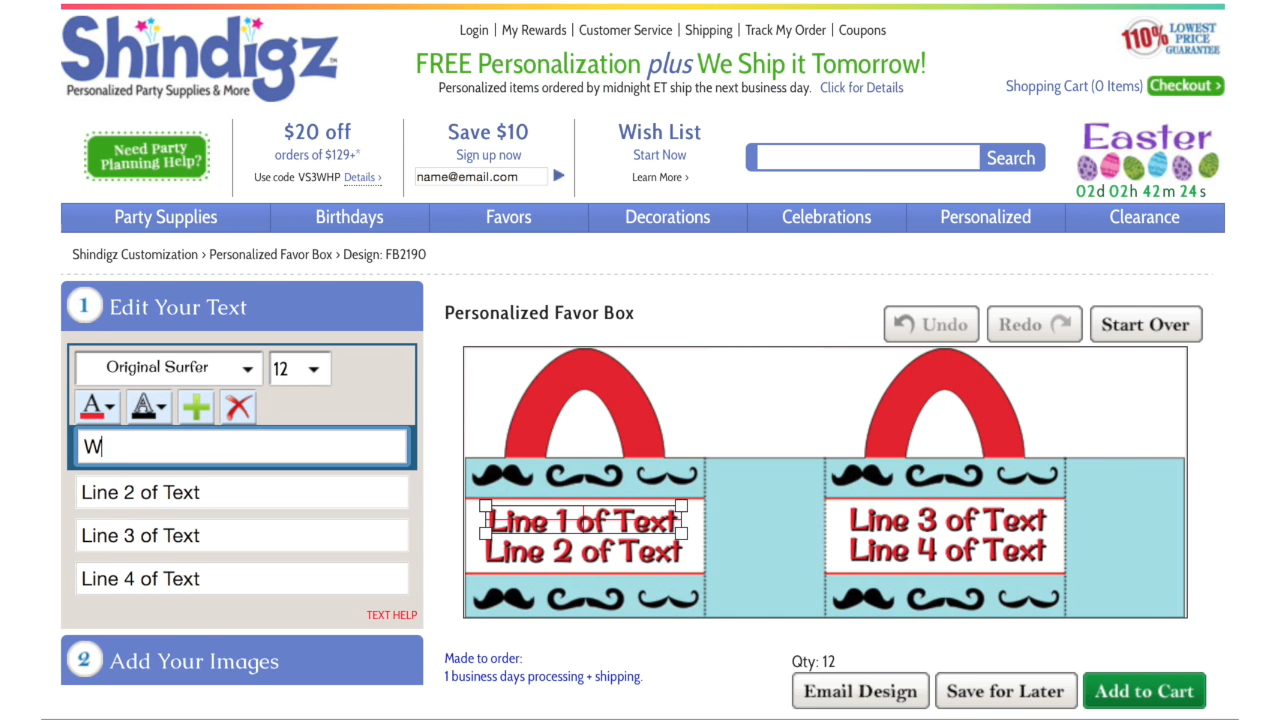 Shindigz™
Personalized Party Supplies & More
Login | My Rewards | Customer Service | Shipping | Track My Order | Coupons
FREE Personalization plus We Ship it Tomorrow!
Personalized items ordered by midnight ET ship the next business day. Click for Details
110% LOWEST PRICE GUARANTEE
Shopping Cart (0 Items) Checkout >
Need Party
Planning Help?
$20 off
orders of $129+*
Use code VS3WHP Details ›
Save $10
Sign up now
name@email.com
Wish List
Start Now
Learn More ›
Search
Easter
02d 02h 42m 24s
Party Supplies
Birthdays
Favors
Decorations
Celebrations
Personalized
Clearance
Shindigz Customization › Personalized Favor Box › Design: FB2190
1 Edit Your Text
Original Surfer
12
A A
W
Line 2 of Text
Line 3 of Text
Line 4 of Text
TEXT HELP
2 Add Your Images
Personalized Favor Box
Undo
Redo
Start Over
Line 1 of Text
Line 2 of Text
Line 3 of Text
Line 4 of Text
Made to order:
1 business days processing + shipping.
Qty: 12
Email Design
Save for Later
Add to Cart